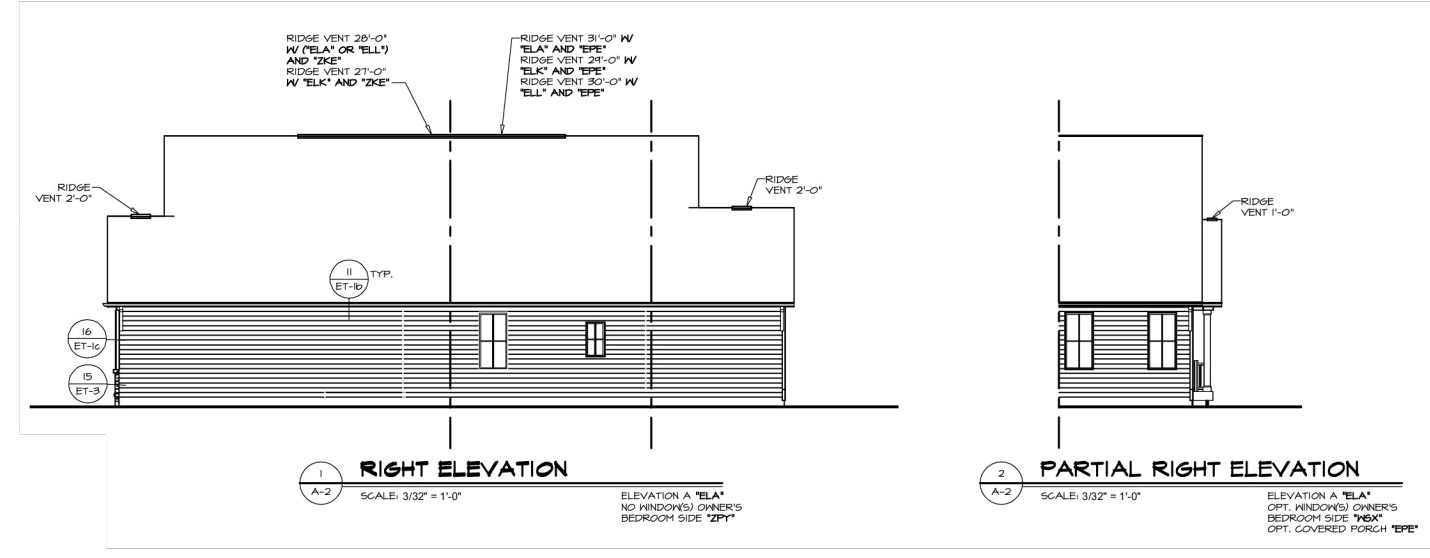 RIDGE VENT 28'-0"
W/ ("ELA" OR "ELL")
AND "ZKE"
RIDGE VENT 27'-0"
W/ "ELK" AND "ZKE"
RIDGE VENT 31'-0" W/
"ELA" AND "EPE"
RIDGE VENT 29'-0" W/
"ELK" AND "EPE"
RIDGE VENT 30'-0" W/
"ELL" AND "EPE"
RIDGE
VENT 2'-0"
RIDGE
VENT 2'-0"
11
ET-1b
TYP.
16
ET-1c
15
ET-3
1
A-2
RIGHT ELEVATION
SCALE: 3/32" = 1'-0"
ELEVATION A "ELA"
NO WINDOW(S) OWNER'S
BEDROOM SIDE "ZPY"
RIDGE
VENT 1'-0"
2
A-2
PARTIAL RIGHT ELEVATION
SCALE: 3/32" = 1'-0"
ELEVATION A "ELA"
OPT. WINDOW(S) OWNER'S
BEDROOM SIDE "WSX"
OPT. COVERED PORCH "EPE"